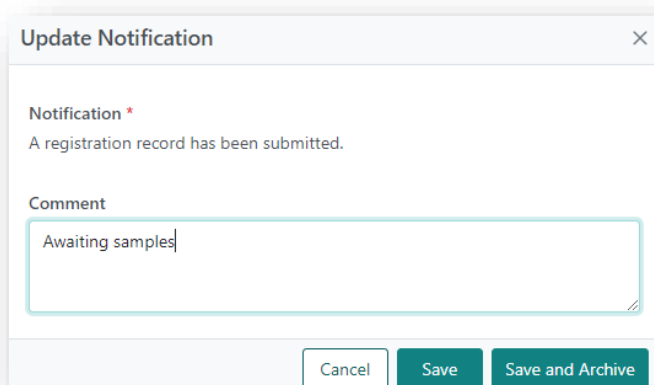 Update Notification
Notification *
A registration record has been submitted.
Comment
Awaiting samples
Cancel Save Save and Archive